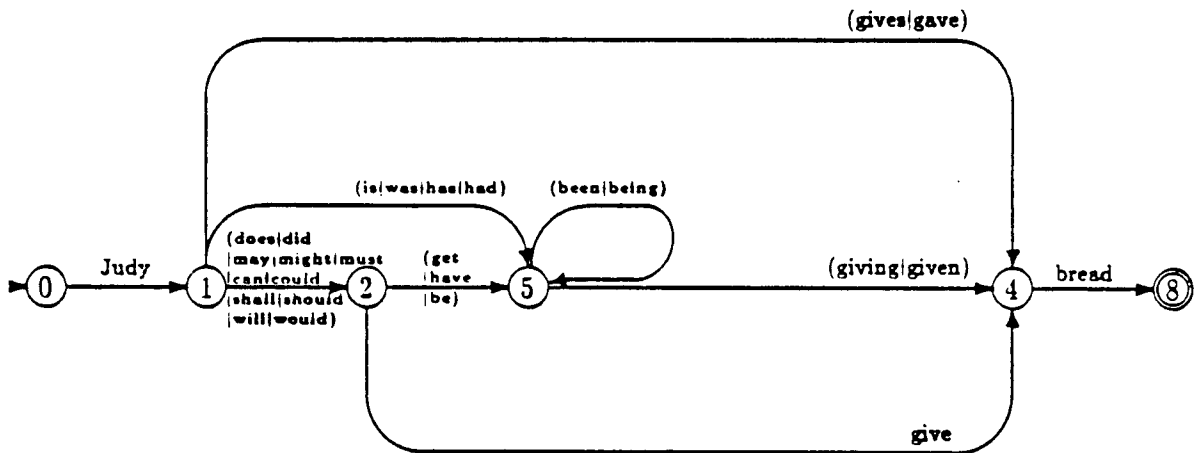 (gives|gave)
(is|was|has|had)
(been|being)
Judy
(does|did
|may|might|must
|can|could
|shall|should
|will|would)
(get
|have
|be)
(giving|given)
bread
0
1
2
5
4
8
give